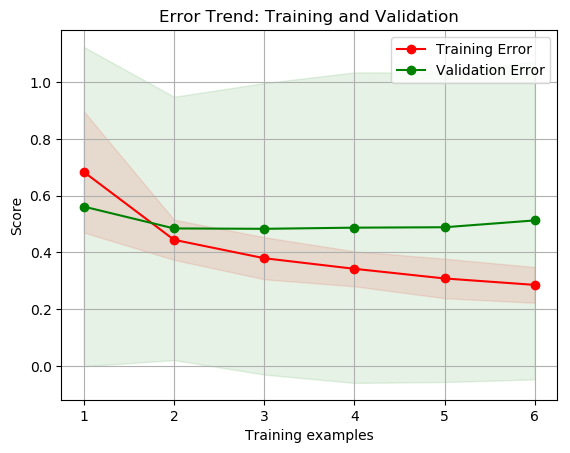 Error Trend: Training and Validation
Training Error
Validation Error
Score
1.0
0.8
0.6
0.4
0.2
0.0
1 2 3 4 5 6
Training examples